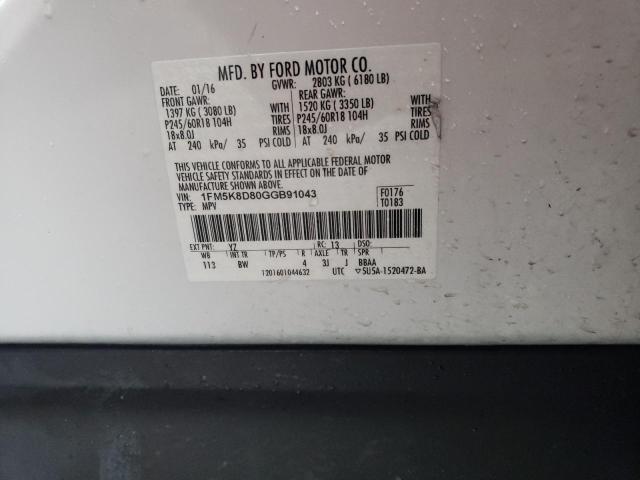 MFD. BY FORD MOTOR CO.
DATE: 01/16 GVWR: 2803 KG ( 6180 LB)
FRONT GAWR: REAR GAWR:
1397 KG ( 3080 LB) WITH 1520 KG ( 3350 LB) WITH
P245/60R18 104H TIRES P245/60R18 104H TIRES
18x8.0J RIMS 18x8.0J RIMS
AT 240 kPa/ 35 PSI COLD AT 240 kPa/ 35 PSI COLD
THIS VEHICLE CONFORMS TO ALL APPLICABLE FEDERAL MOTOR
VEHICLE SAFETY STANDARDS IN EFFECT ON THE DATE OF
MANUFACTURE SHOWN ABOVE.
VIN: 1FM5K8D80GGB91043 F0176
TYPE: MPV T0183
EXT PNT: YZ RC: 13 DSO:
WB INT TR TP/PS R AXLE TR SPR
113 BW 4 3J J BBAA
1201601044632 UTC ▽5U5A-1520472-BA